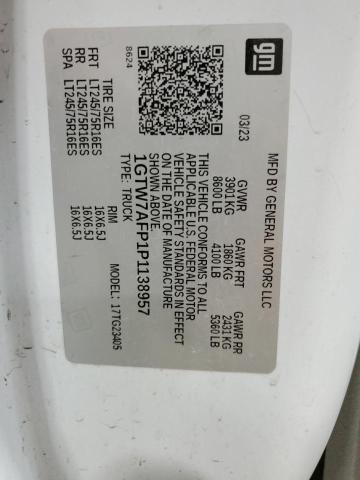 gm
MFD BY GENERAL MOTORS LLC
03/23
GVWR
3901 KG
8600 LB
GAWR FRT
1860 KG
4100 LB
GAWR RR
2431 KG
5360 LB
THIS VEHICLE CONFORMS TO ALL
APPLICABLE U.S. FEDERAL MOTOR
VEHICLE SAFETY STANDARDS IN EFFECT
ON THE DATE OF MANUFACTURE
SHOWN ABOVE.
1GTW7AFP1P1138957
TYPE: TRUCK
MODEL: 17TG23405
8624
TIRE SIZE
RIM
FRT LT245/75R16ES 16X6.5J
RR LT245/75R16ES 16X6.5J
SPA LT245/75R16ES 16X6.5J